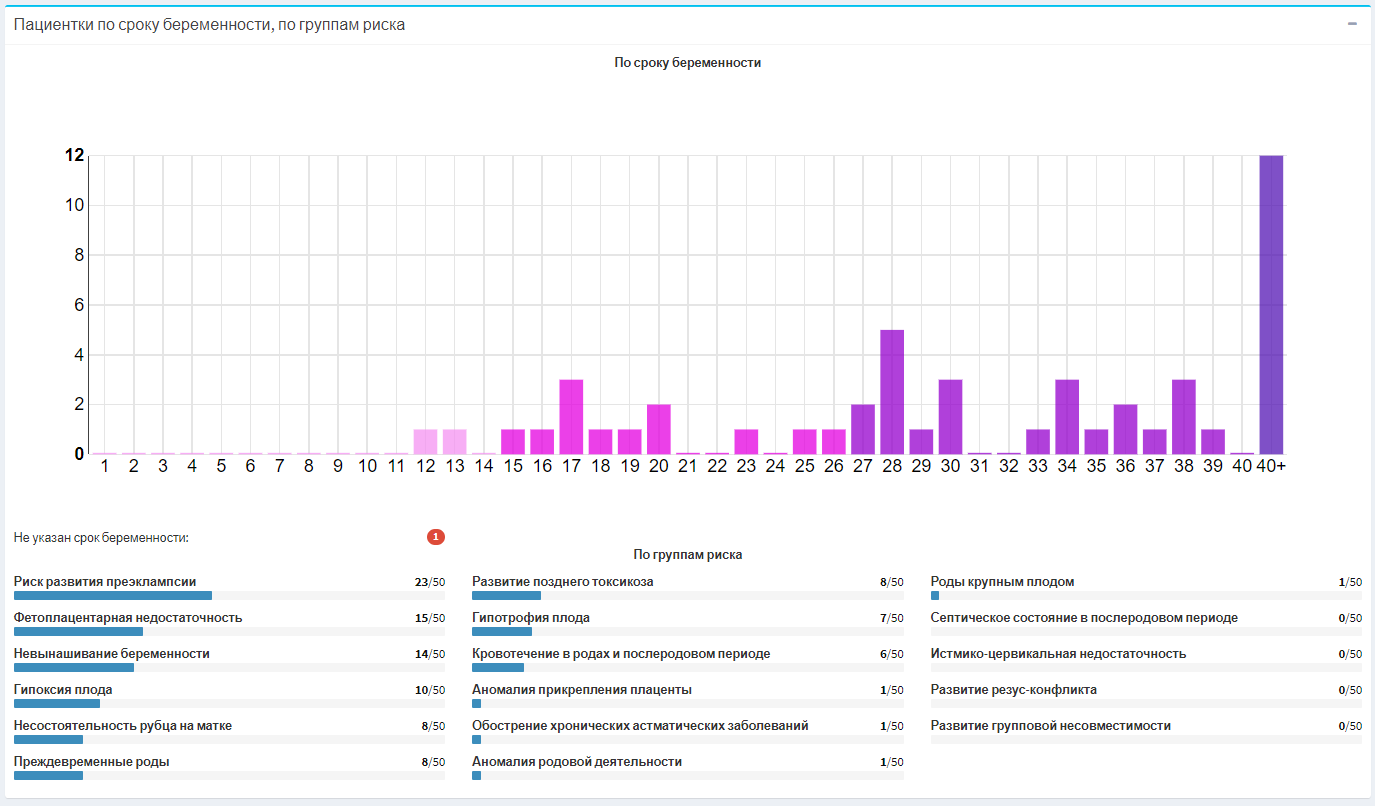 Пациентки по сроку беременности, по группам риска
По сроку беременности
12
10
8
6
4
2
0
1 2 3 4 5 6 7 8 9 10 11 12 13 14 15 16 17 18 19 20 21 22 23 24 25 26 27 28 29 30 31 32 33 34 35 36 37 38 39 40 40+
Не указан срок беременности: 1
По группам риска
Риск развития преэклампсии 23/50
Фетоплацентарная недостаточность 15/50
Невынашивание беременности 14/50
Гипоксия плода 10/50
Несостоятельность рубца на матке 8/50
Преждевременные роды 8/50
Развитие позднего токсикоза 8/50
Гипотрофия плода 7/50
Кровотечение в родах и послеродовом периоде 6/50
Аномалия прикрепления плаценты 1/50
Обострение хронических астматических заболеваний 1/50
Аномалия родовой деятельности 1/50
Роды крупным плодом 1/50
Септическое состояние в послеродовом периоде 0/50
Истмико-цервикальная недостаточность 0/50
Развитие резус-конфликта 0/50
Развитие групповой несовместимости 0/50